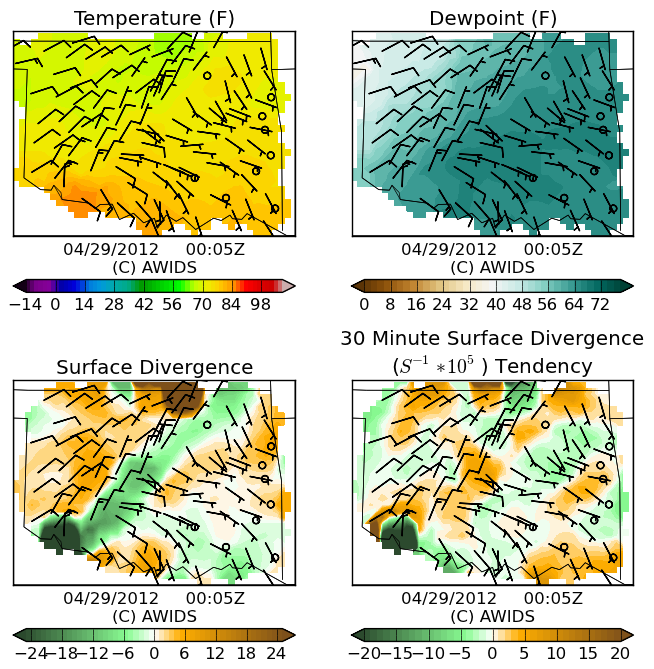 Temperature (F)
Dewpoint (F)
04/29/2012 00:05Z
(C) AWIDS
04/29/2012 00:05Z
(C) AWIDS
−14 0 14 28 42 56 70 84 98
0 8 16 24 32 40 48 56 64 72
Surface Divergence
30 Minute Surface Divergence
(S⁻¹ *10⁵ ) Tendency
04/29/2012 00:05Z
(C) AWIDS
04/29/2012 00:05Z
(C) AWIDS
−24 −18 −12 −6 0 6 12 18 24
−20 −15 −10 −5 0 5 10 15 20